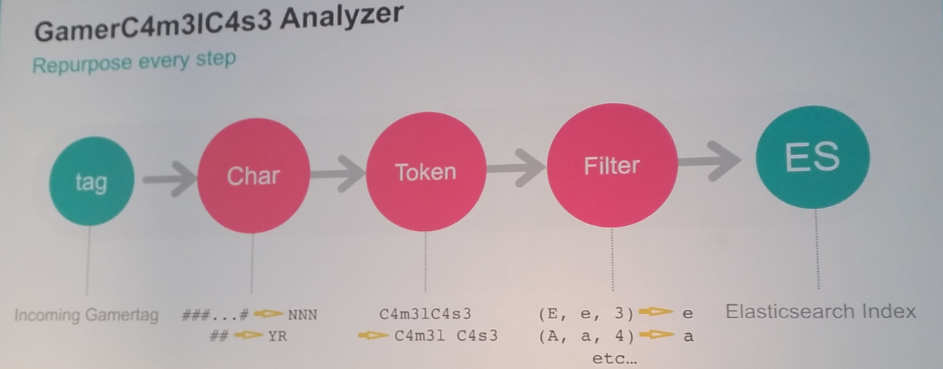 GamerC4m3lC4s3 Analyzer
Repurpose every step
tag
Char
Token
Filter
ES
Incoming Gamertag
###...# NNN
## YR
C4m3lC4s3
C4m3l C4s3
(E, e, 3) e
(A, a, 4) a
etc…
Elasticsearch Index